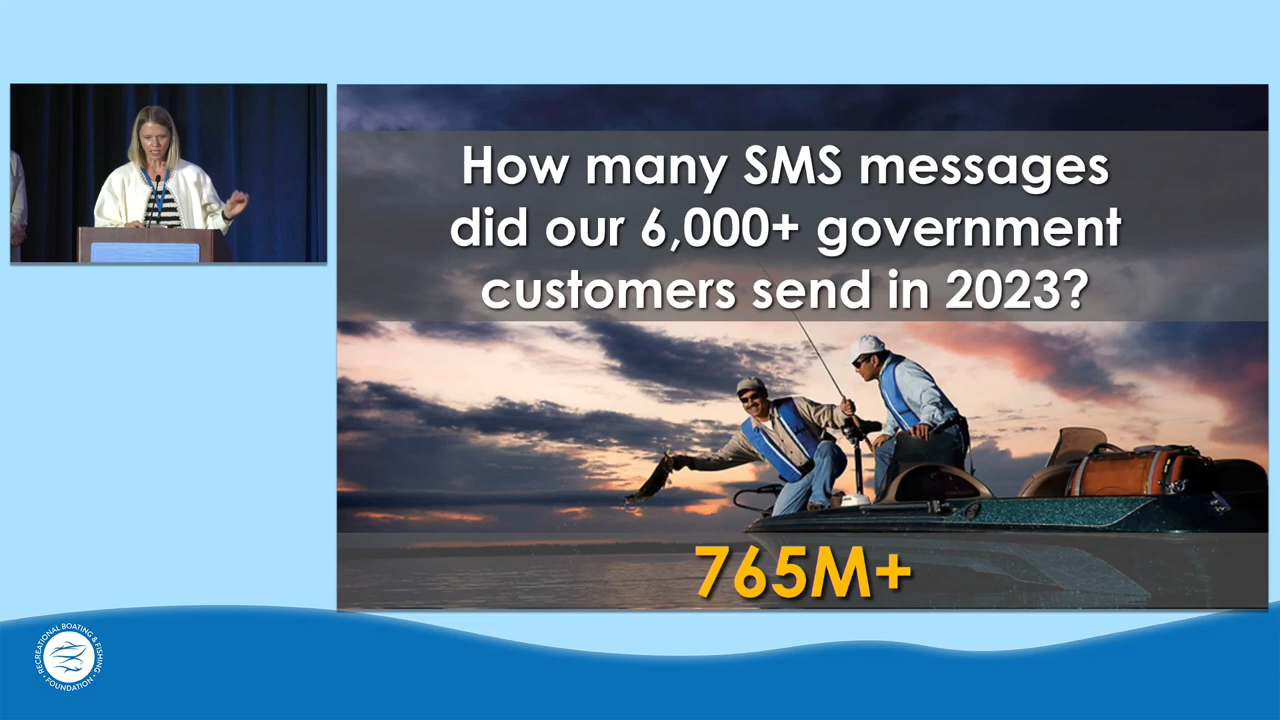 How many SMS messages
did our 6,000+ government
customers send in 2023?
765M+
RECREATIONAL BOATING & FISHING
FOUNDATION